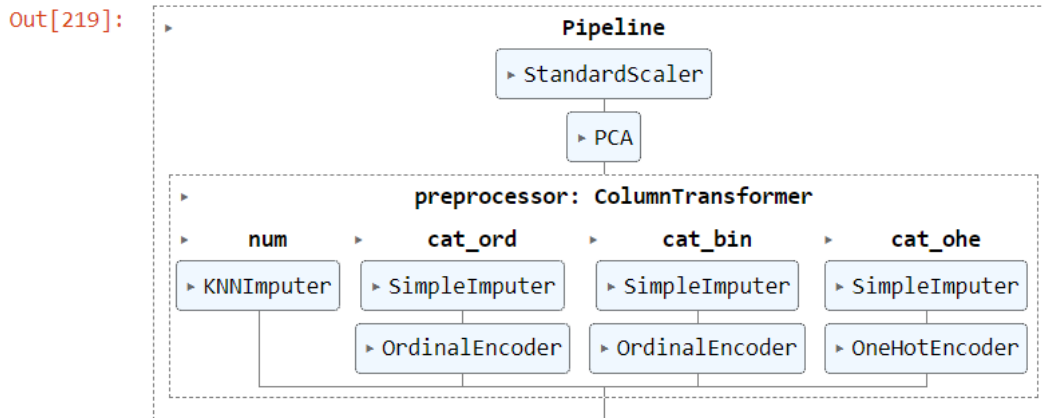 Out[219]:
Pipeline
StandardScaler
PCA
preprocessor: ColumnTransformer
num cat_ord cat_bin cat_ohe
KNNImputer SimpleImputer SimpleImputer SimpleImputer
OrdinalEncoder OrdinalEncoder OneHotEncoder